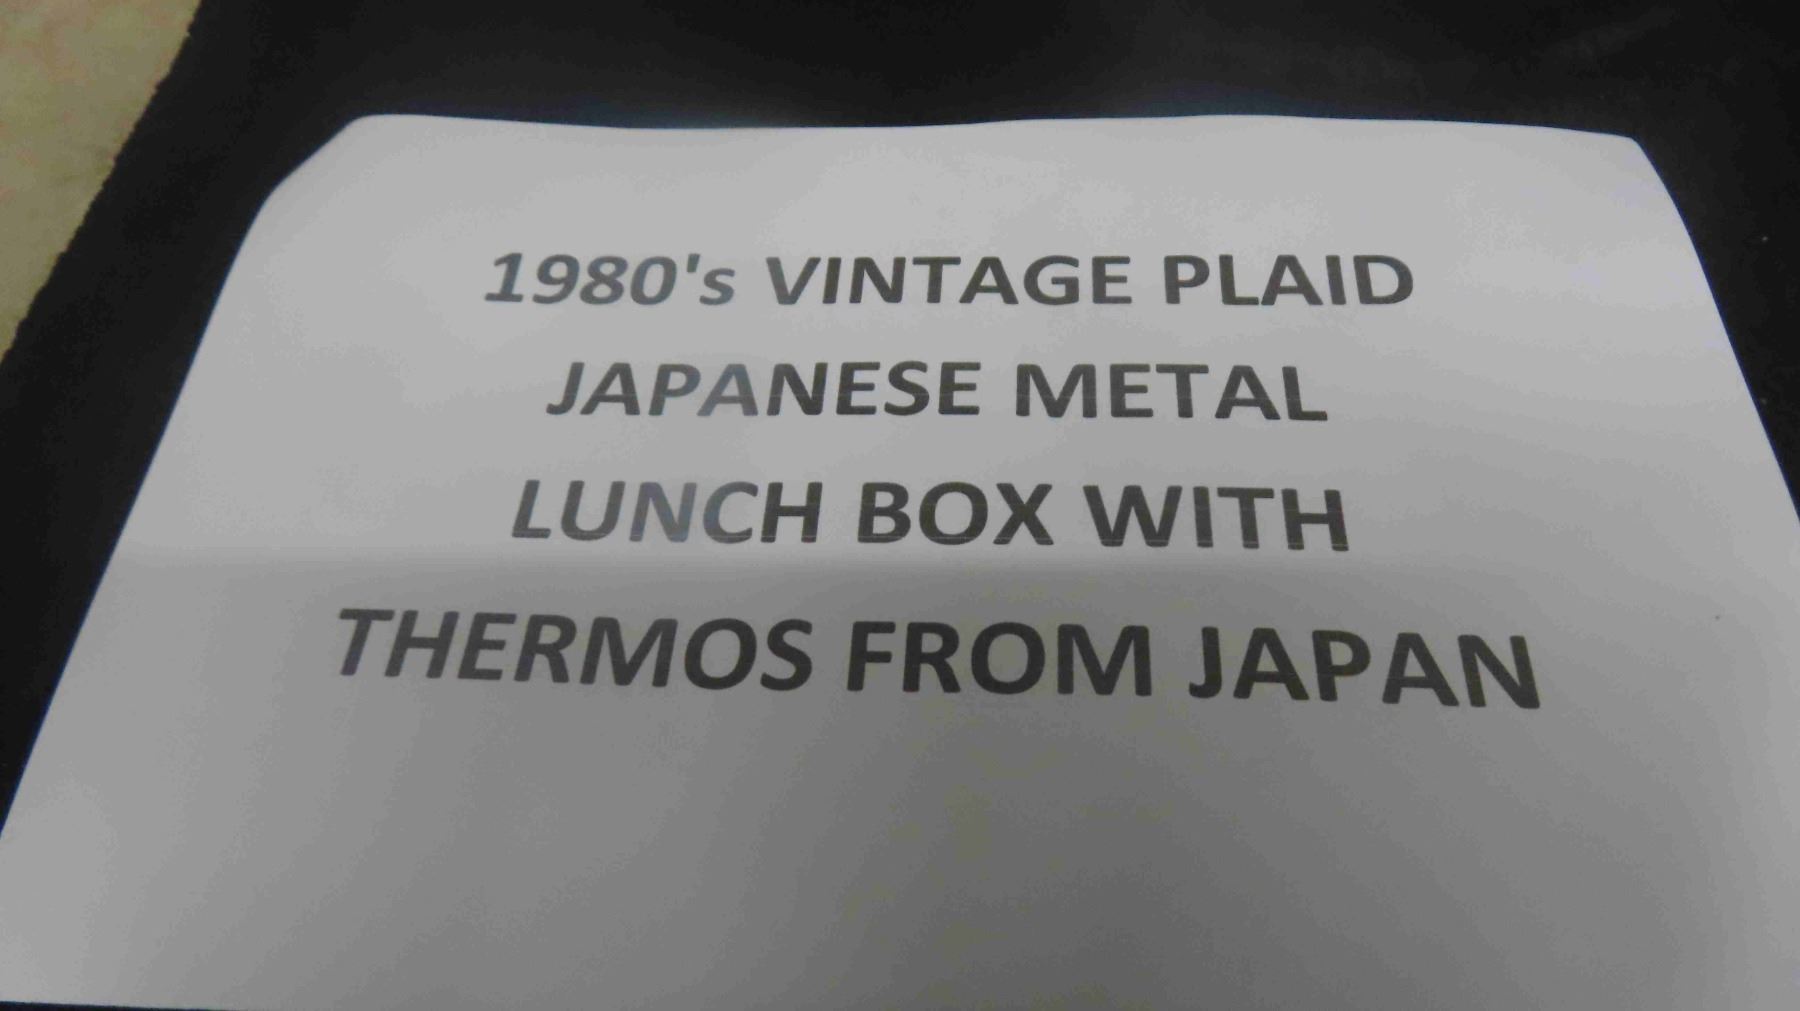 1980's VINTAGE PLAID
JAPANESE METAL
LUNCH BOX WITH
THERMOS FROM JAPAN